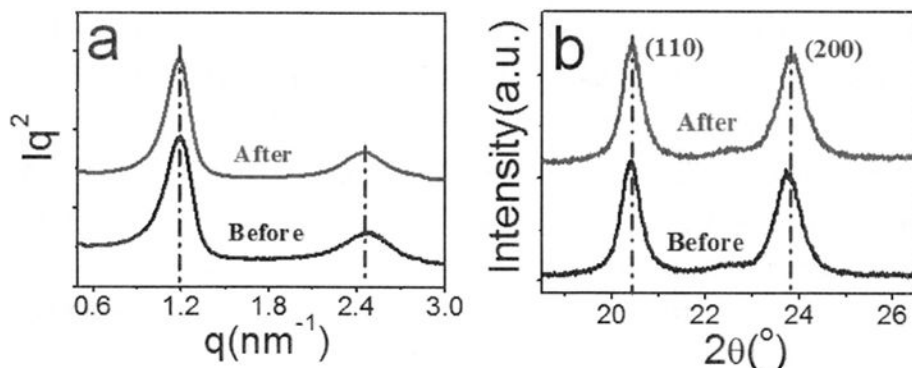 a
Iq²
After
Before
0.6 1.2 1.8 2.4 3.0
q(nm⁻¹)
b
(110) (200)
Intensity(a.u.)
After
Before
20 22 24 26
2θ(°)